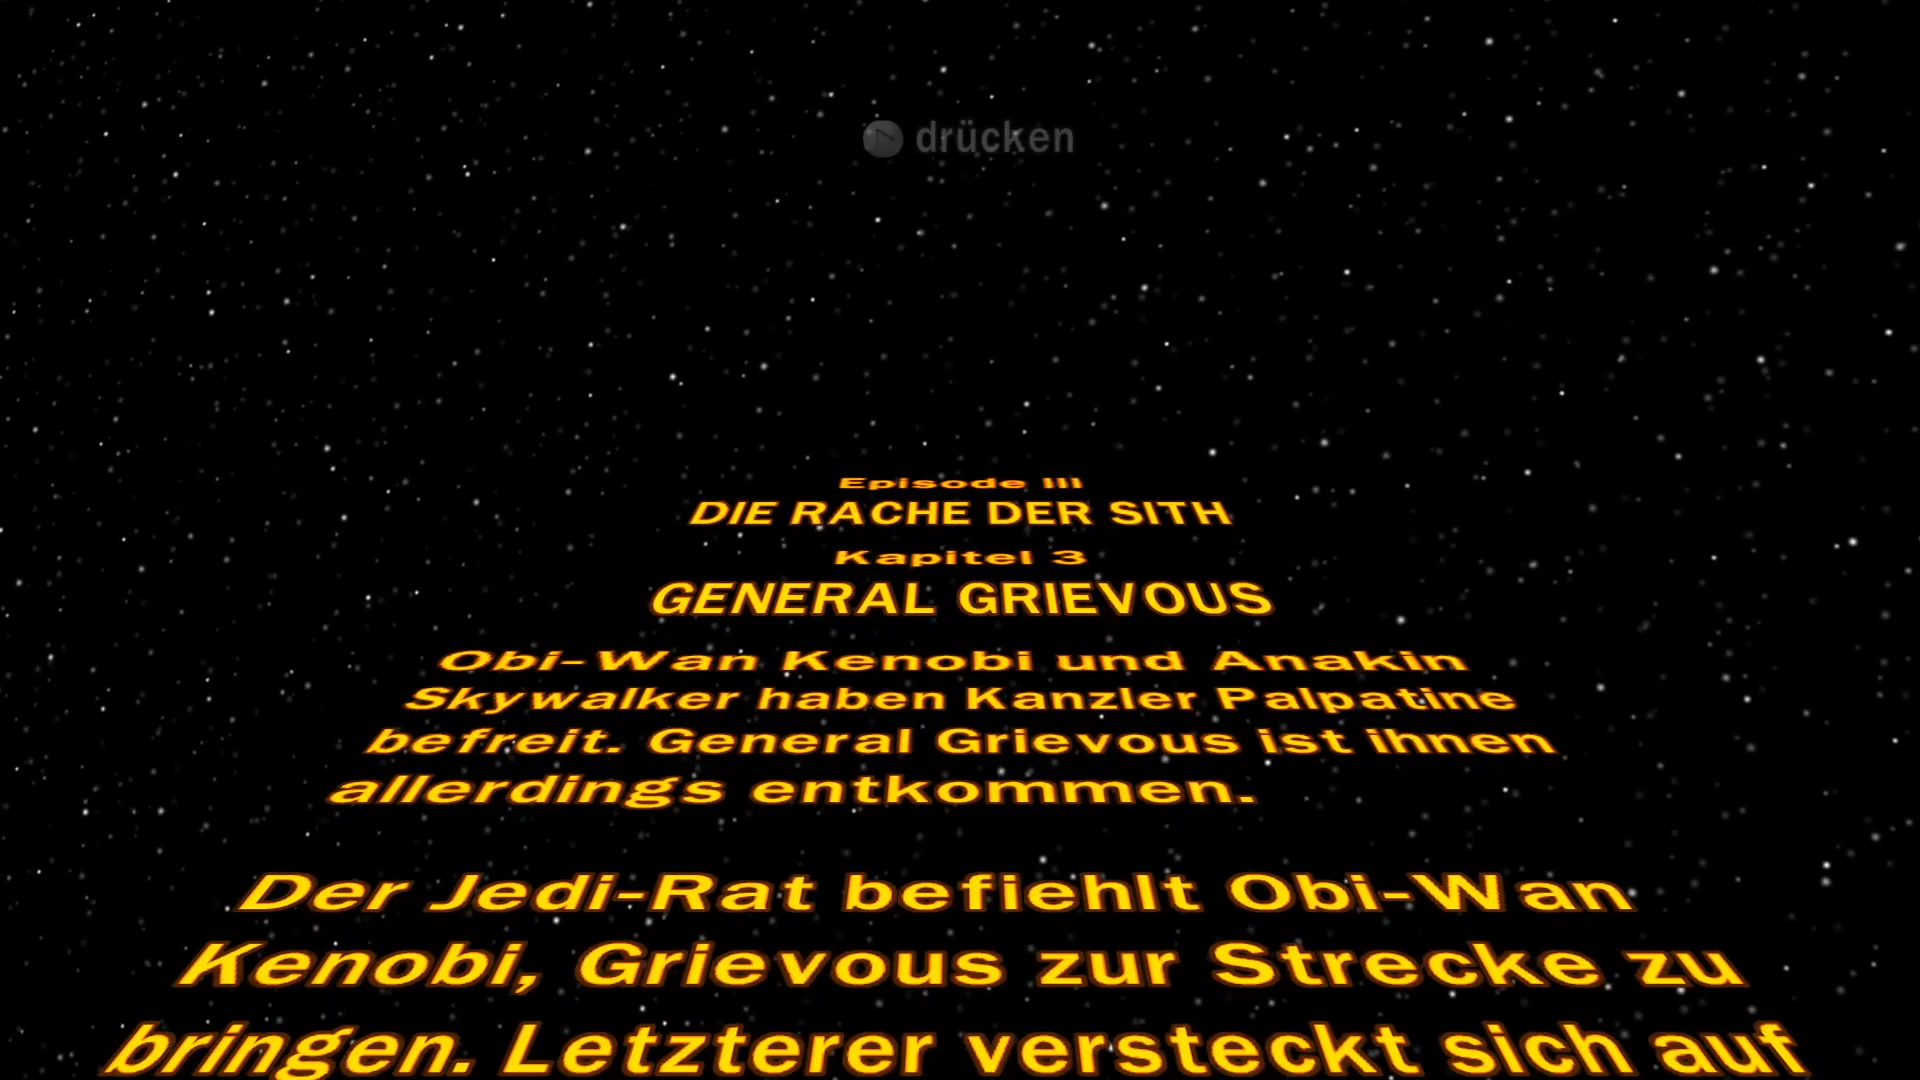 drücken
Episode III
DIE RACHE DER SITH
Kapitel 3
GENERAL GRIEVOUS
Obi-Wan Kenobi und Anakin
Skywalker haben Kanzler Palpatine
befreit. General Grievous ist ihnen
allerdings entkommen.
Der Jedi-Rat befiehlt Obi-Wan
Kenobi, Grievous zur Strecke zu
bringen. Letzterer versteckt sich auf